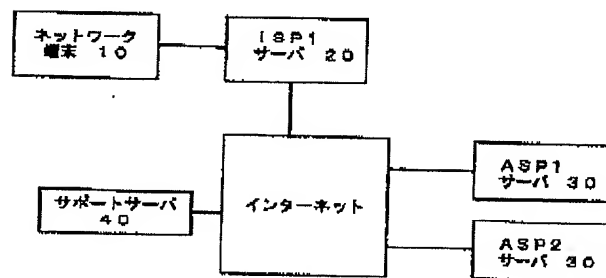 ネットワーク
端末 10
ISP1
サーバ 20
インターネット
サポートサーバ
40
ASP1
サーバ 30
ASP2
サーバ 30